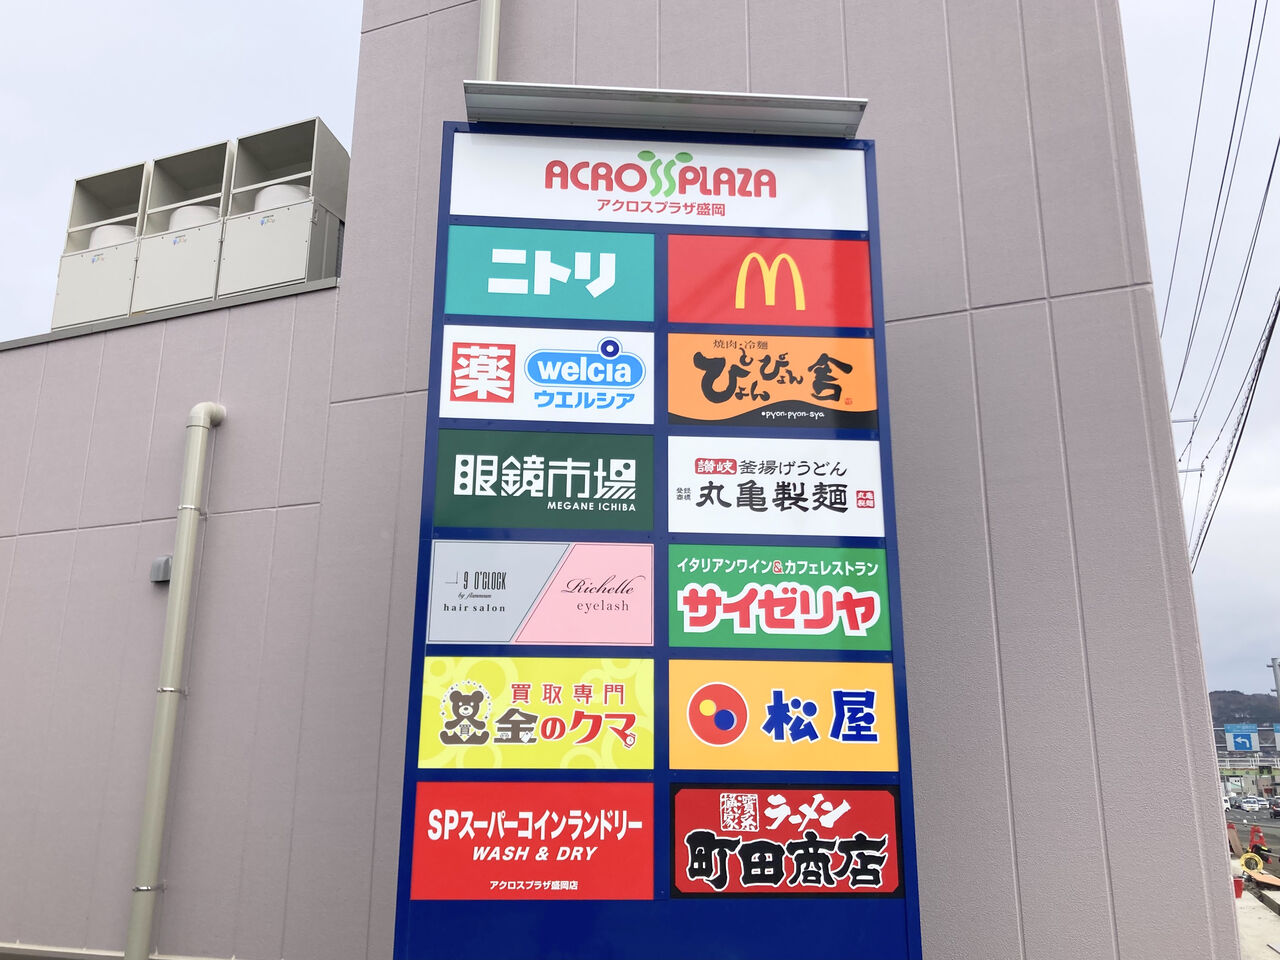 ACROSSPLAZA
アクロスプラザ盛岡
ニトリ
M
薬
welcia
ウエルシア
焼肉・冷麺
ぴょんぴょん舎
●pyon-pyon-sya
眼鏡市場
MEGANE ICHIBA
讃岐 釜揚げうどん
丸亀製麺
丸亀製麺
9 O'CLOCK
hair salon
Richelle
eyelash
イタリアンワイン&カフェレストラン
サイゼリヤ
買取専門
金のクマ
買
松屋
SPスーパーコインランドリー
WASH & DRY
アクロスプラザ盛岡店
横濱家系
ラーメン
町田商店